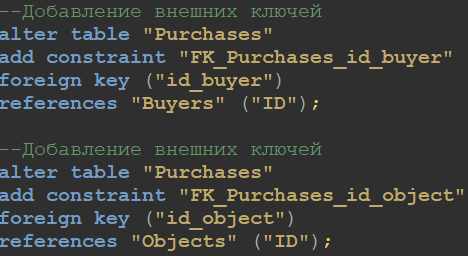 --Добавление внешних ключей
alter table "Purchases"
add constraint "FK_Purchases_id_buyer"
foreign key ("id_buyer")
references "Buyers" ("ID");
--Добавление внешних ключей
alter table "Purchases"
add constraint "FK_Purchases_id_object"
foreign key ("id_object")
references "Objects" ("ID");